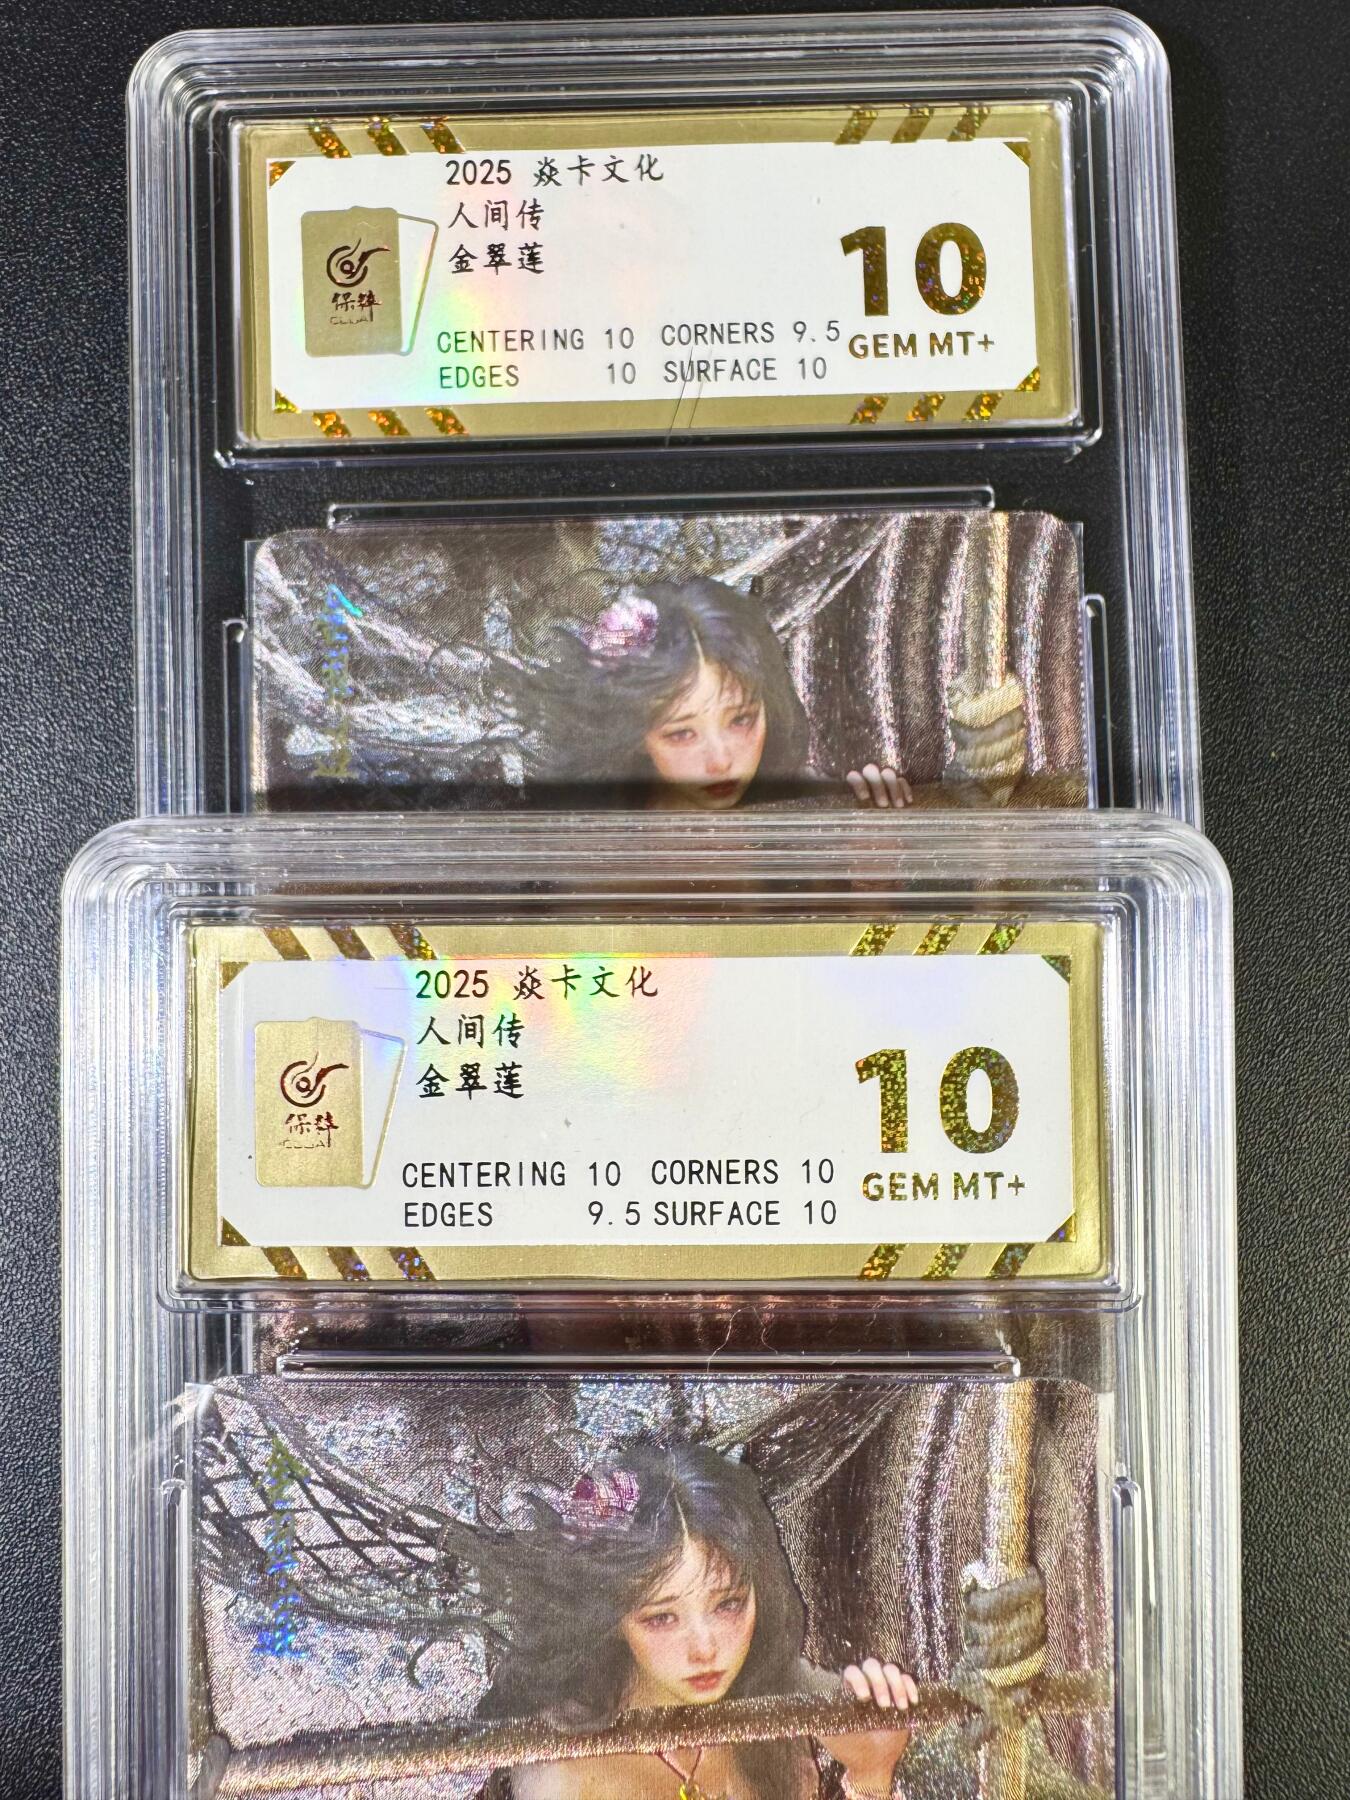 2025 焱卡文化
人间传
金翠莲
保粹
CENTERING 10 CORNERS 9.5
EDGES 10 SURFACE 10
10
GEM MT+
2025 焱卡文化
人间传
金翠莲
保粹
CENTERING 10 CORNERS 10
EDGES 9.5 SURFACE 10
10
GEM MT+